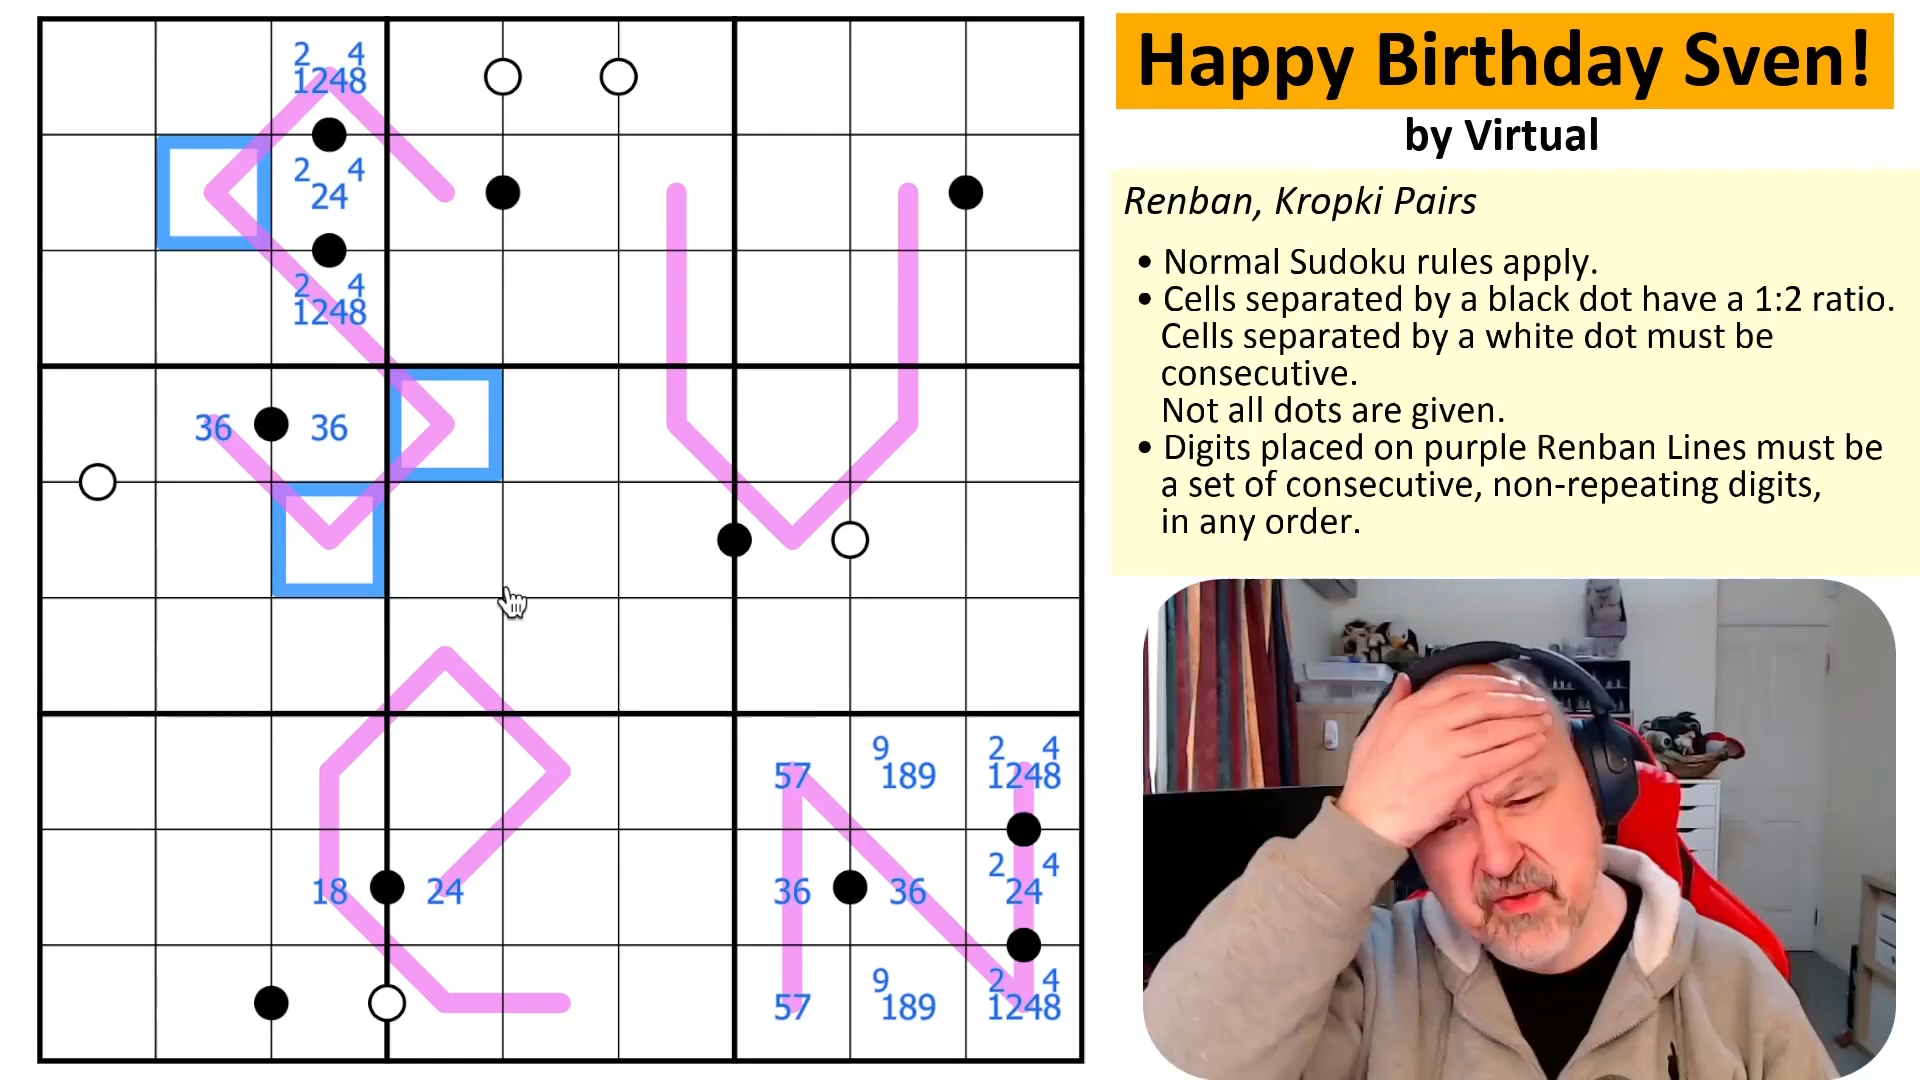 Happy Birthday Sven!
by Virtual
Renban, Kropki Pairs
• Normal Sudoku rules apply.
• Cells separated by a black dot have a 1:2 ratio.
Cells separated by a white dot must be
consecutive.
Not all dots are given.
• Digits placed on purple Renban Lines must be
a set of consecutive, non-repeating digits,
in any order.
2 4
1248
2 4
24
2 4
1248
36 36
57 9 189 2 4 1248
18 24 36 36 2 4 24
57 9 189 2 4 1248